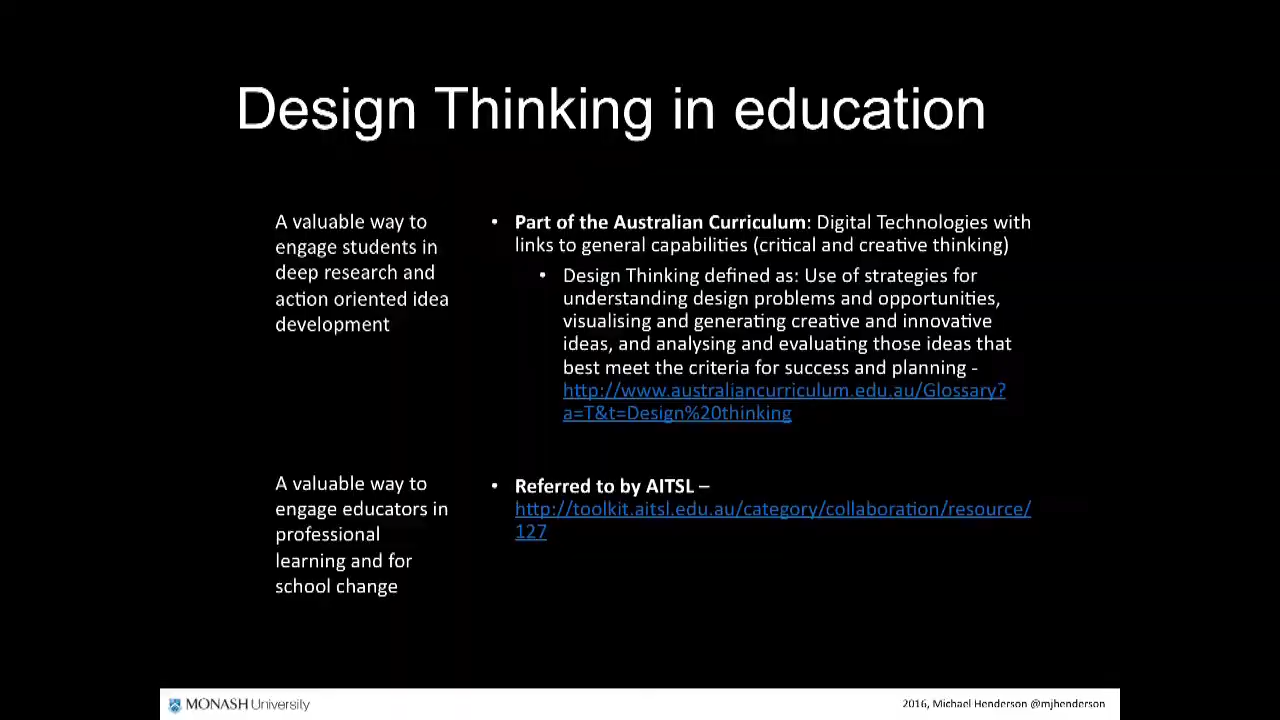 Design Thinking in education
A valuable way to
engage students in
deep research and
action oriented idea
development
• Part of the Australian Curriculum: Digital Technologies with
links to general capabilities (critical and creative thinking)
• Design Thinking defined as: Use of strategies for
understanding design problems and opportunities,
visualising and generating creative and innovative
ideas, and analysing and evaluating those ideas that
best meet the criteria for success and planning -
http://www.australiancurriculum.edu.au/Glossary?
a=T&t=Design%20thinking
A valuable way to
engage educators in
professional
learning and for
school change
• Referred to by AITSL –
http://toolkit.aitsl.edu.au/category/collaboration/resource/
127
MONASH University
2016, Michael Henderson @mjhenderson